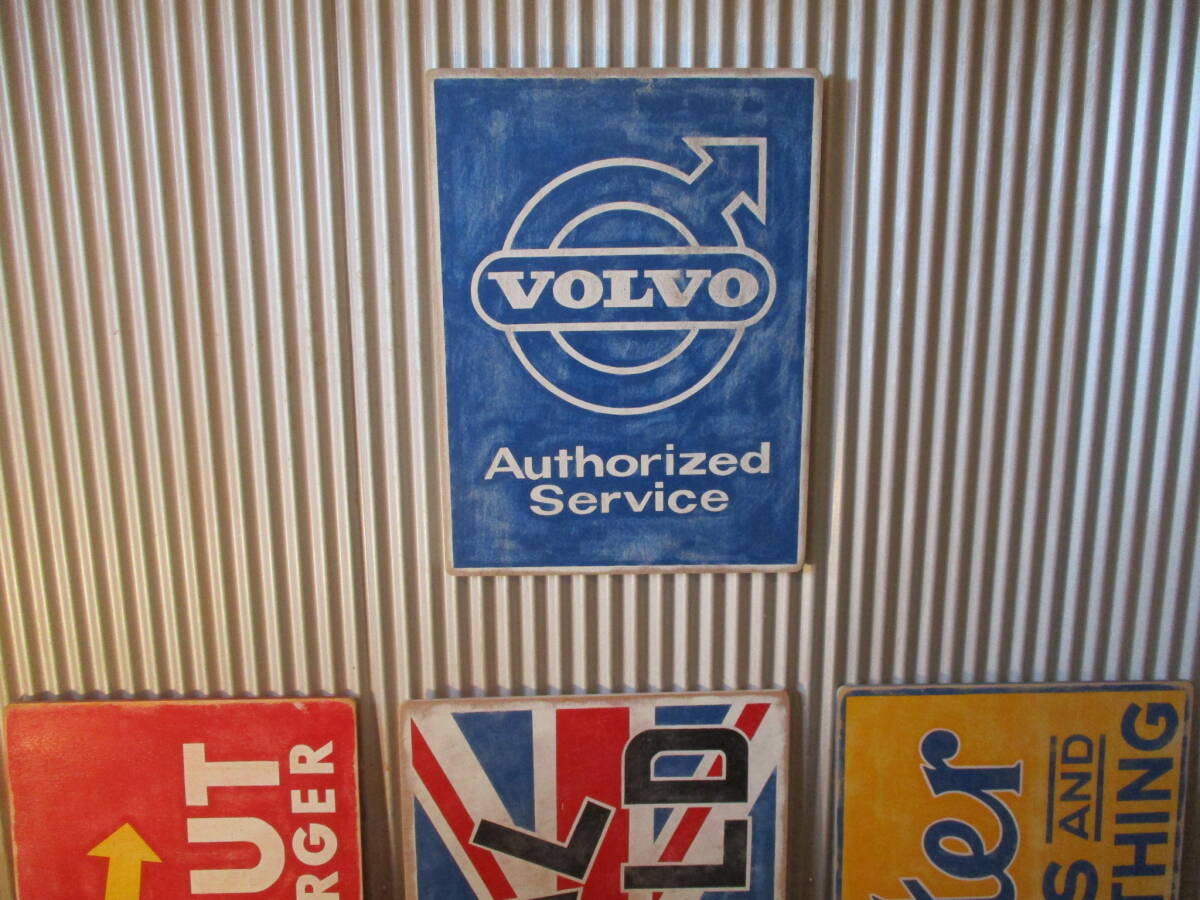 VOLVO
Authorized
Service
UT
RGER
LD
ter
S AND
THING